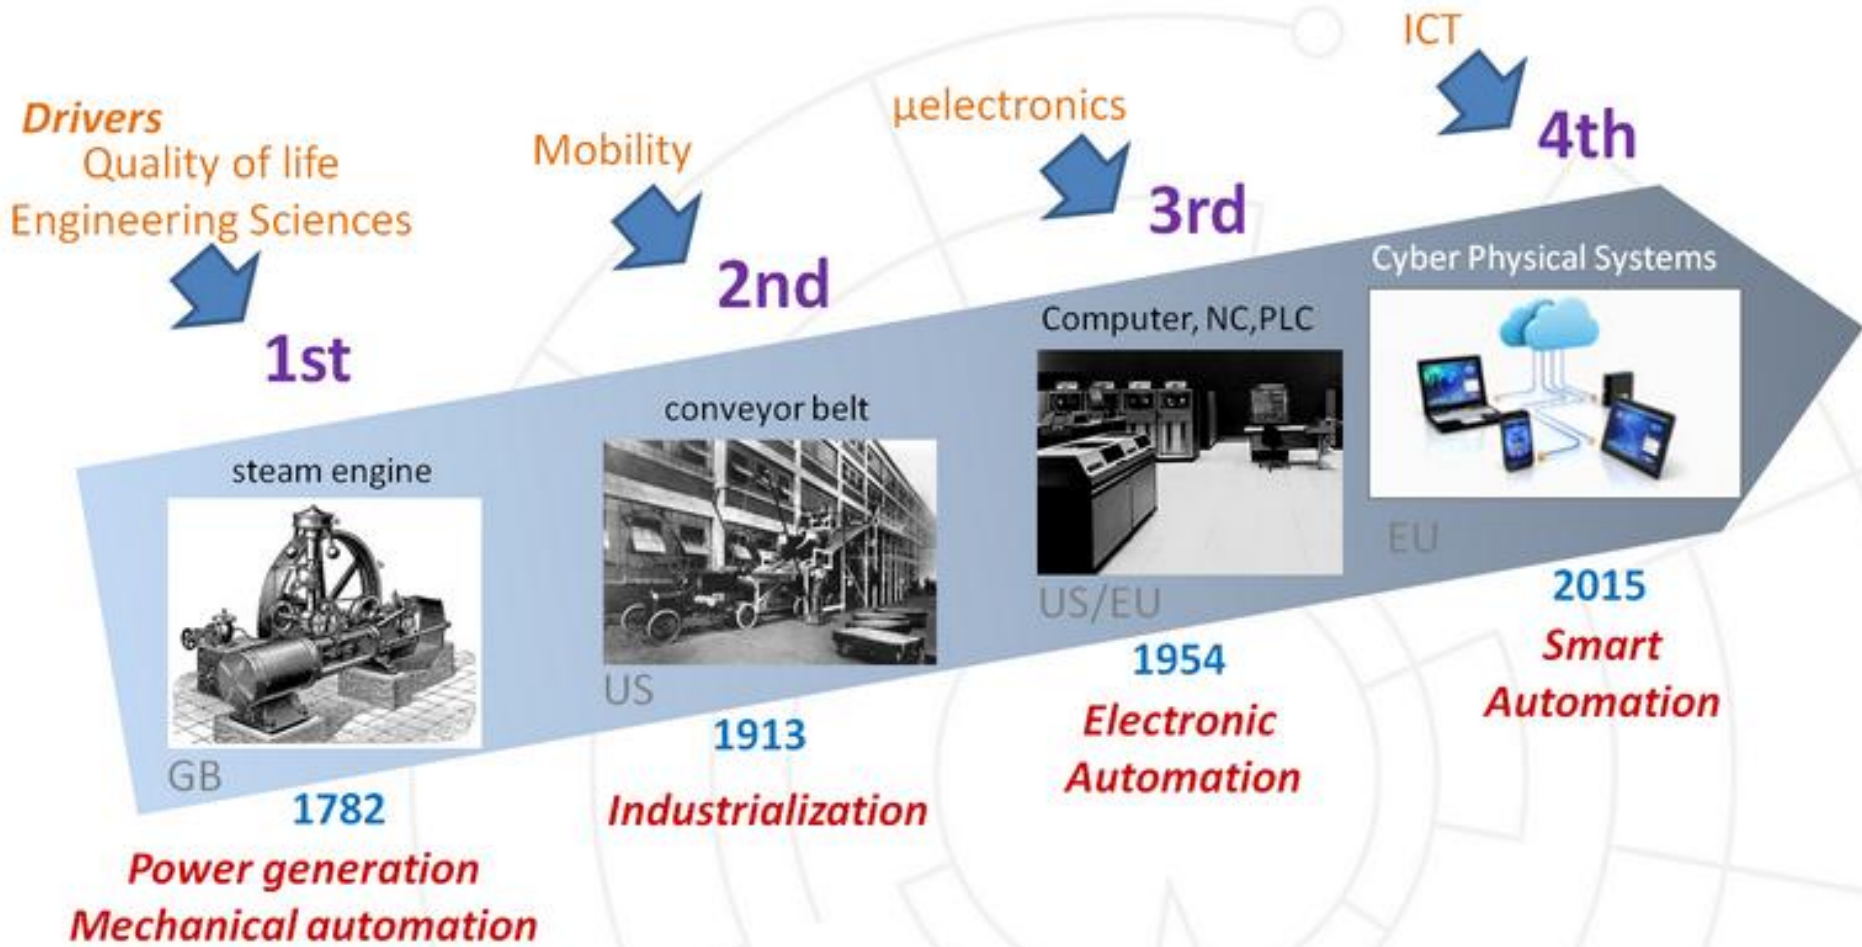 Drivers
Quality of life
Engineering Sciences
1st
steam engine
GB
1782
Power generation
Mechanical automation
Mobility
2nd
conveyor belt
US
1913
Industrialization
µelectronics
3rd
Computer, NC,PLC
US/EU
1954
Electronic
Automation
ICT
4th
Cyber Physical Systems
EU
2015
Smart
Automation